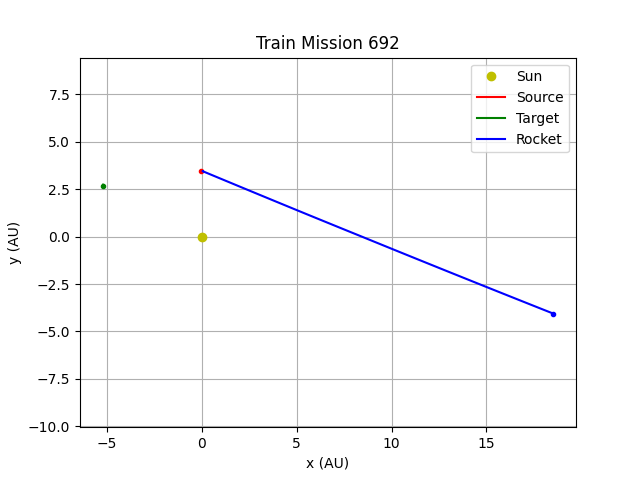 Train Mission 692
Sun
Source
Target
Rocket
7.5
5.0
2.5
0.0
−2.5
−5.0
−7.5
−10.0
y (AU)
−5
0
5
10
15
x (AU)